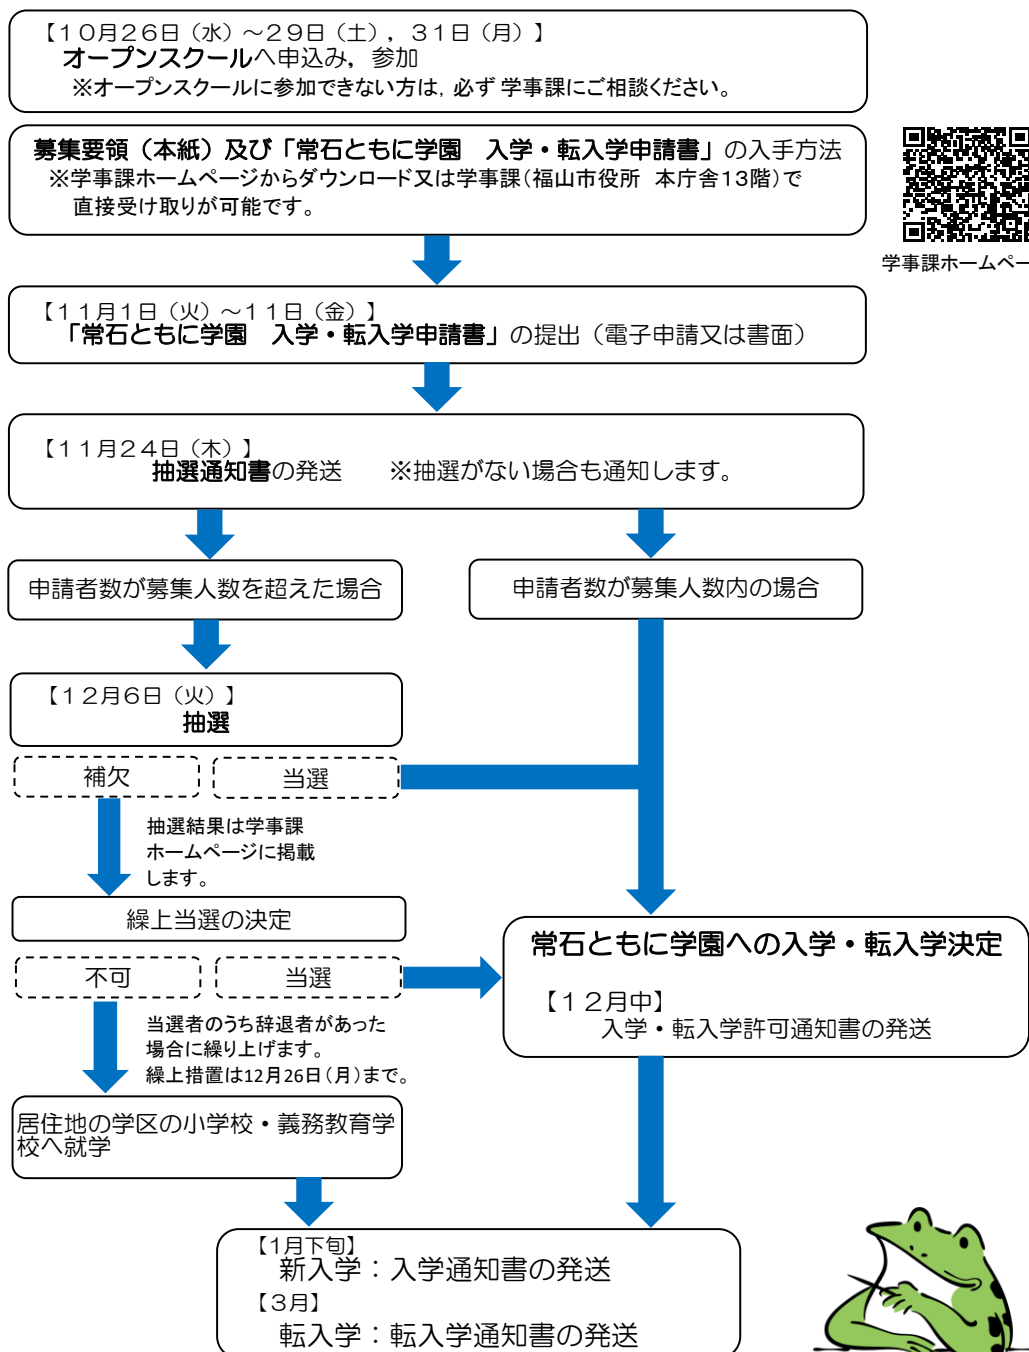 【１０月２６日（水）～２９日（土），３１日（月）】
オープンスクールへ申込み，参加
※オープンスクールに参加できない方は，必ず学事課にご相談ください。
募集要領（本紙）及び「常石ともに学園　入学・転入学申請書」の入手方法
※学事課ホームページからダウンロード又は学事課（福山市役所　本庁舎１３階）で
直接受け取りが可能です。
学事課ホームペー
【１１月１日（火）～１１日（金）】
「常石ともに学園　入学・転入学申請書」の提出（電子申請又は書面）
【１１月２４日（木）】
抽選通知書の発送　　※抽選がない場合も通知します。
申請者数が募集人数を超えた場合
申請者数が募集人数内の場合
【１２月６日（火）】
抽選
補欠
当選
抽選結果は学事課
ホームページに掲載
します。
繰上当選の決定
不可
当選
常石ともに学園への入学・転入学決定
【１２月中】
入学・転入学許可通知書の発送
当選者のうち辞退者があった
場合に繰り上げます。
繰上措置は12月26日（月）まで。
居住地の学区の小学校・義務教育学
校へ就学
【1月下旬】
新入学：入学通知書の発送
【３月】
転入学：転入学通知書の発送